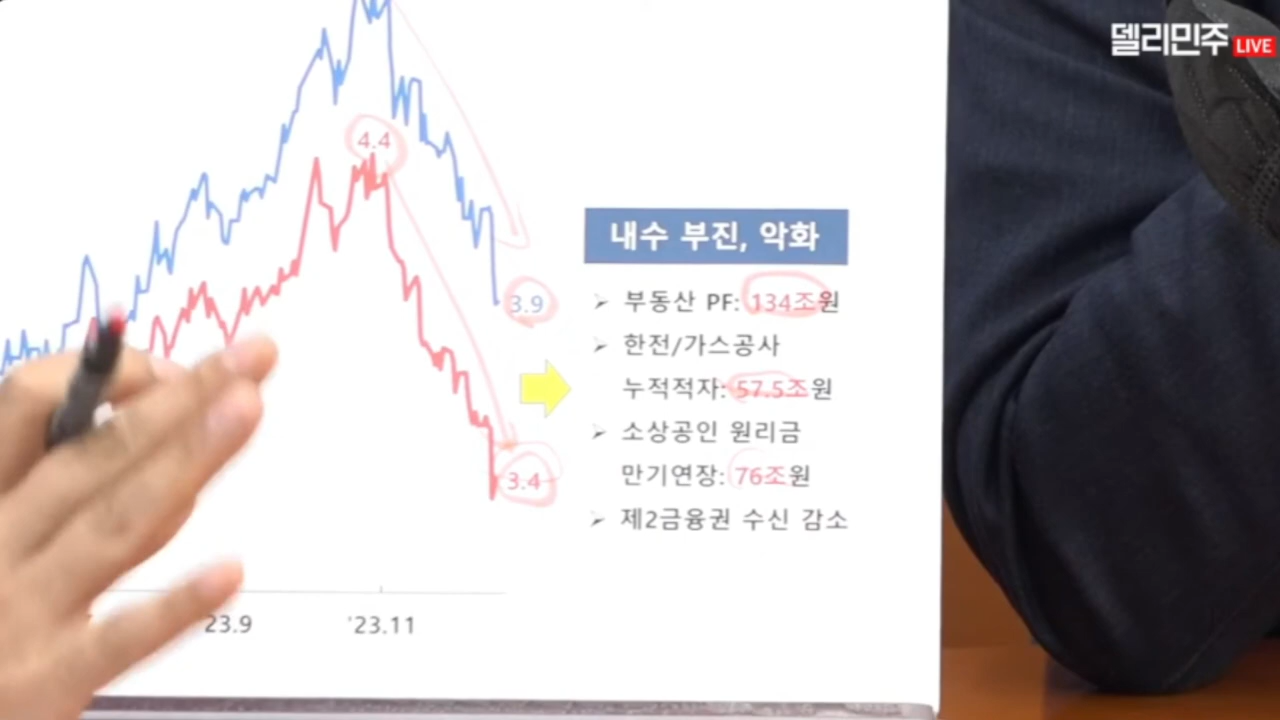 델리민주 LIVE
4.4
내수 부진, 악화
3.9
➢ 부동산 PF: 134조원
➢ 한전/가스공사
누적적자: 57.5조원
➢ 소상공인 원리금
3.4
만기연장: 76조원
➢ 제2금융권 수신 감소
'23.9
'23.11